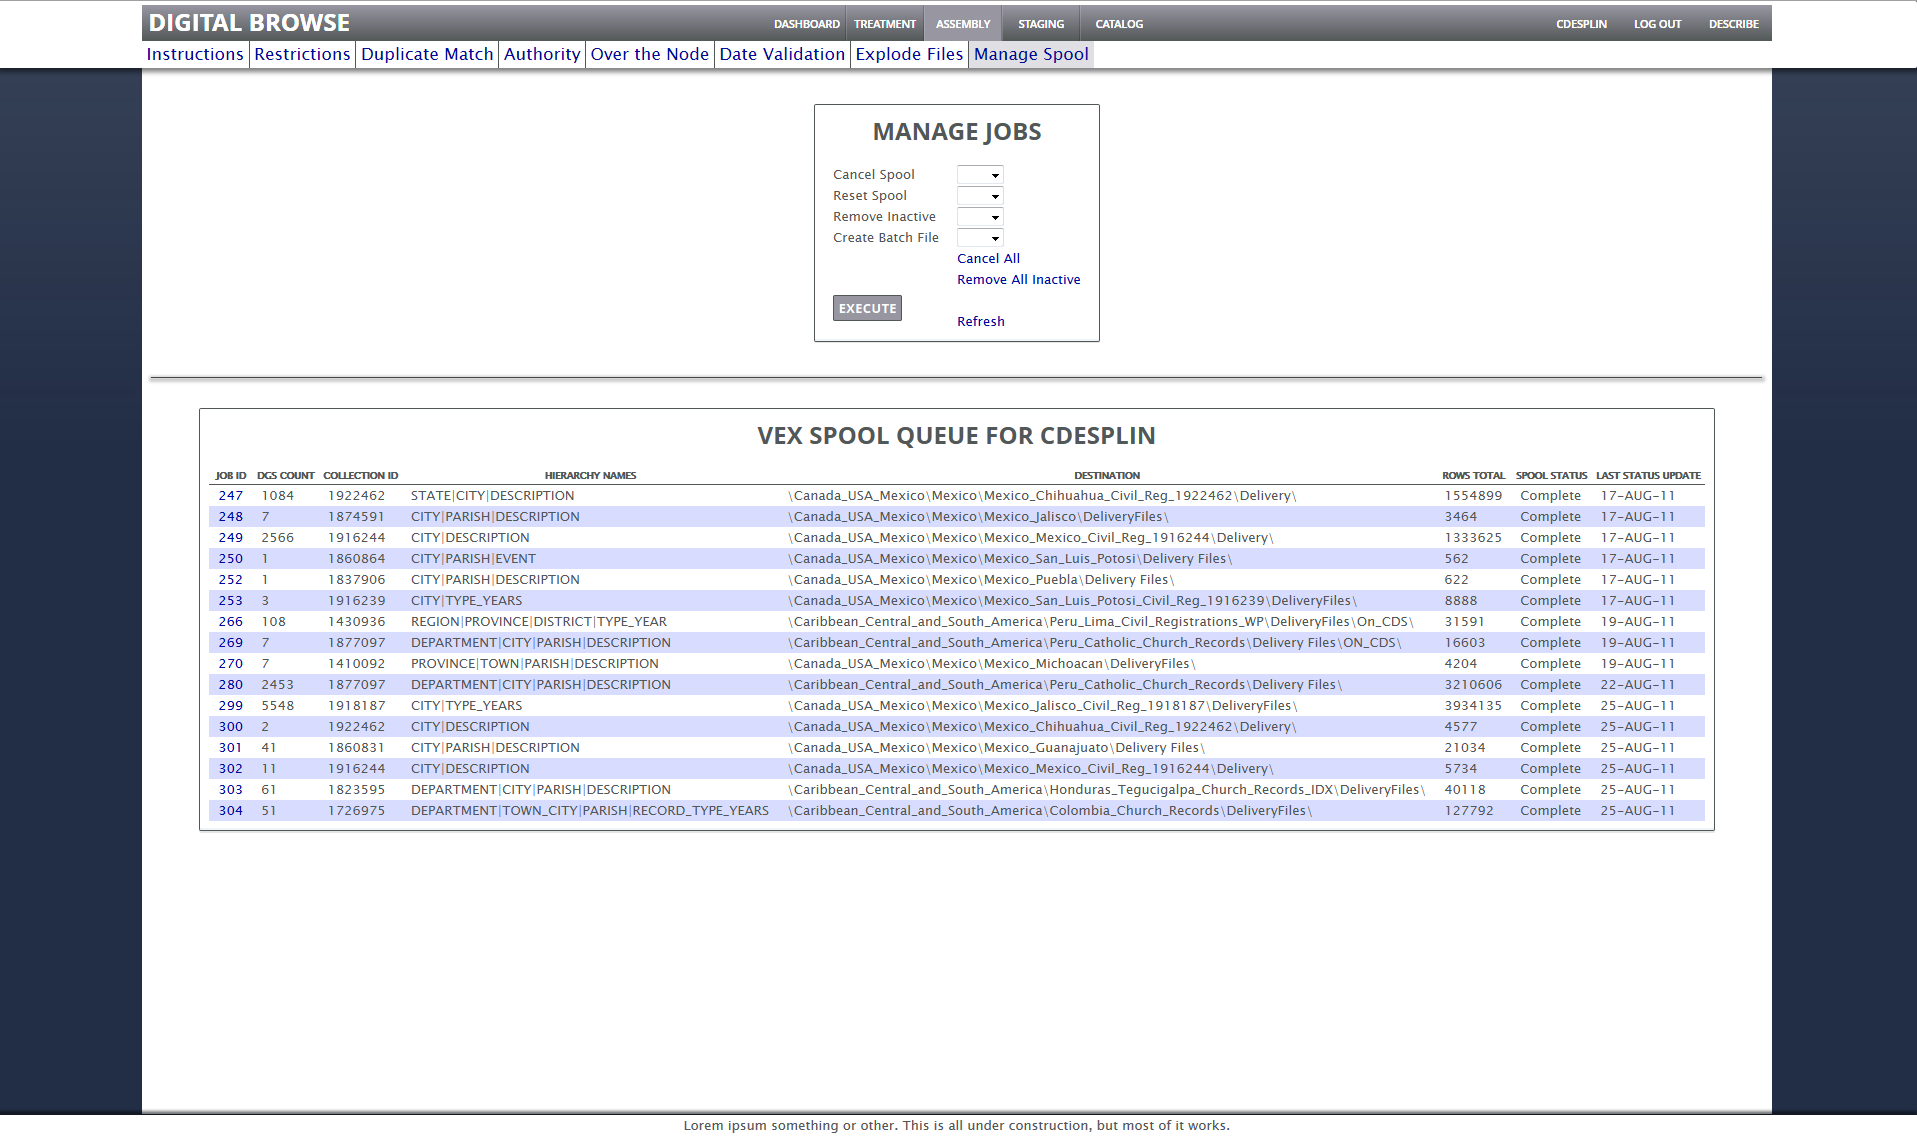 DIGITAL BROWSE DASHBOARD TREATMENT ASSEMBLY STAGING CATALOG CDESPLIN LOG OUT DESCRIBE
Instructions Restrictions Duplicate Match Authority Over the Node Date Validation Explode Files Manage Spool
MANAGE JOBS
Cancel Spool
Reset Spool
Remove Inactive
Create Batch File
Cancel All
Remove All Inactive
EXECUTE
Refresh
VEX SPOOL QUEUE FOR CDESPLIN
JOB ID DGS COUNT COLLECTION ID HIERARCHY NAMES DESTINATION ROWS TOTAL SPOOL STATUS LAST STATUS UPDATE
247 1084 1922462 STATE|CITY|DESCRIPTION \Canada_USA_Mexico\Mexico\Mexico_Chihuahua_Civil_Reg_1922462\Delivery\ 1554899 Complete 17-AUG-11
248 7 1874591 CITY|PARISH|DESCRIPTION \Canada_USA_Mexico\Mexico\Mexico_Jalisco\DeliveryFiles\ 3464 Complete 17-AUG-11
249 2566 1916244 CITY|DESCRIPTION \Canada_USA_Mexico\Mexico\Mexico_Mexico_Civil_Reg_1916244\Delivery\ 1333625 Complete 17-AUG-11
250 1 1860864 CITY|PARISH|EVENT \Canada_USA_Mexico\Mexico\Mexico_San_Luis_Potosi\Delivery Files\ 562 Complete 17-AUG-11
252 1 1837906 CITY|PARISH|DESCRIPTION \Canada_USA_Mexico\Mexico\Mexico_Puebla\Delivery Files\ 622 Complete 17-AUG-11
253 3 1916239 CITY|TYPE_YEARS \Canada_USA_Mexico\Mexico\Mexico_San_Luis_Potosi_Civil_Reg_1916239\DeliveryFiles\ 8888 Complete 17-AUG-11
266 108 1430936 REGION|PROVINCE|DISTRICT|TYPE_YEAR \Caribbean_Central_and_South_America\Peru_Lima_Civil_Registrations_WP\DeliveryFiles\On_CDS\ 31591 Complete 19-AUG-11
269 7 1877097 DEPARTMENT|CITY|PARISH|DESCRIPTION \Caribbean_Central_and_South_America\Peru_Catholic_Church_Records\Delivery Files\ON_CDS\ 16603 Complete 19-AUG-11
270 7 1410092 PROVINCE|TOWN|PARISH|DESCRIPTION \Canada_USA_Mexico\Mexico\Mexico_Michoacan\DeliveryFiles\ 4204 Complete 19-AUG-11
280 2453 1877097 DEPARTMENT|CITY|PARISH|DESCRIPTION \Caribbean_Central_and_South_America\Peru_Catholic_Church_Records\Delivery Files\ 3210606 Complete 22-AUG-11
299 5548 1918187 CITY|TYPE_YEARS \Canada_USA_Mexico\Mexico\Mexico_Jalisco_Civil_Reg_1918187\DeliveryFiles\ 3934135 Complete 25-AUG-11
300 2 1922462 CITY|DESCRIPTION \Canada_USA_Mexico\Mexico\Mexico_Chihuahua_Civil_Reg_1922462\Delivery\ 4577 Complete 25-AUG-11
301 41 1860831 CITY|PARISH|DESCRIPTION \Canada_USA_Mexico\Mexico\Mexico_Guanajuato\Delivery Files\ 21034 Complete 25-AUG-11
302 11 1916244 CITY|DESCRIPTION \Canada_USA_Mexico\Mexico\Mexico_Mexico_Civil_Reg_1916244\Delivery\ 5734 Complete 25-AUG-11
303 61 1823595 DEPARTMENT|CITY|PARISH|DESCRIPTION \Caribbean_Central_and_South_America\Honduras_Tegucigalpa_Church_Records_IDX\DeliveryFiles\ 40118 Complete 25-AUG-11
304 51 1726975 DEPARTMENT|TOWN_CITY|PARISH|RECORD_TYPE_YEARS \Caribbean_Central_and_South_America\Colombia_Church_Records\DeliveryFiles\ 127792 Complete 25-AUG-11
Lorem ipsum something or other. This is all under construction, but most of it works.